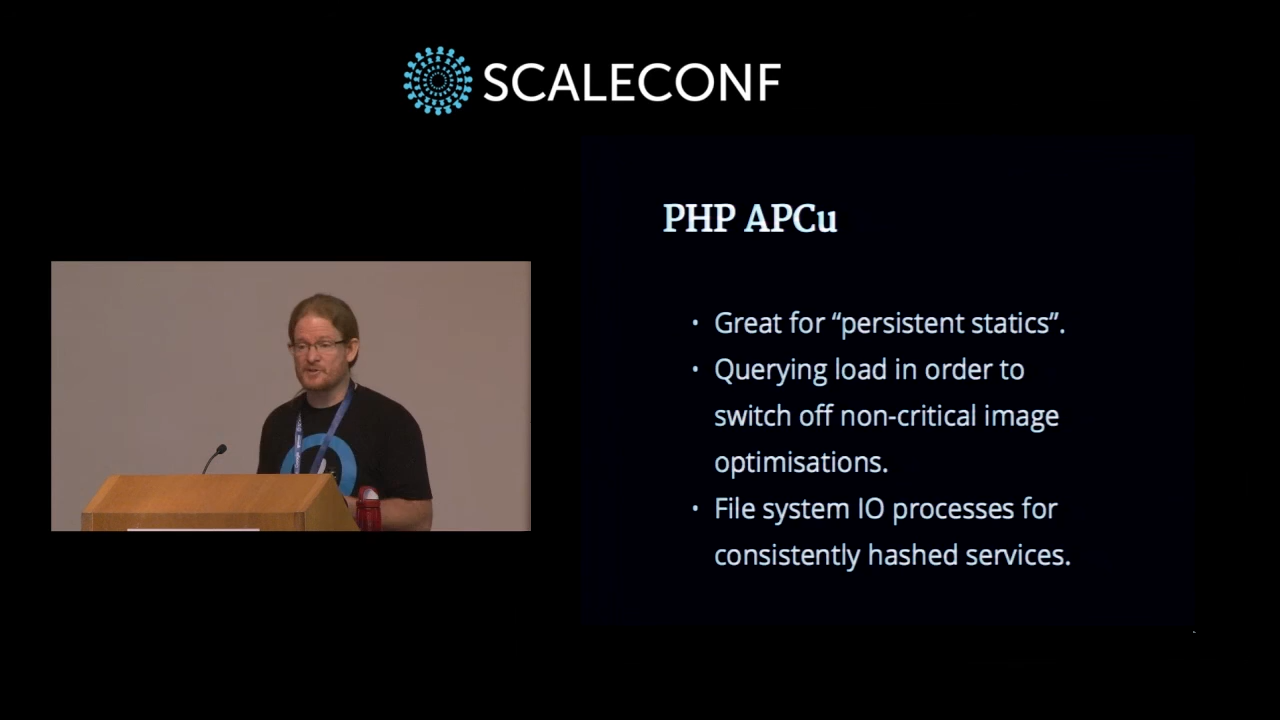 SCALECONF
PHP APCu
• Great for “persistent statics”.
• Querying load in order to
switch off non-critical image
optimisations.
• File system IO processes for
consistently hashed services.